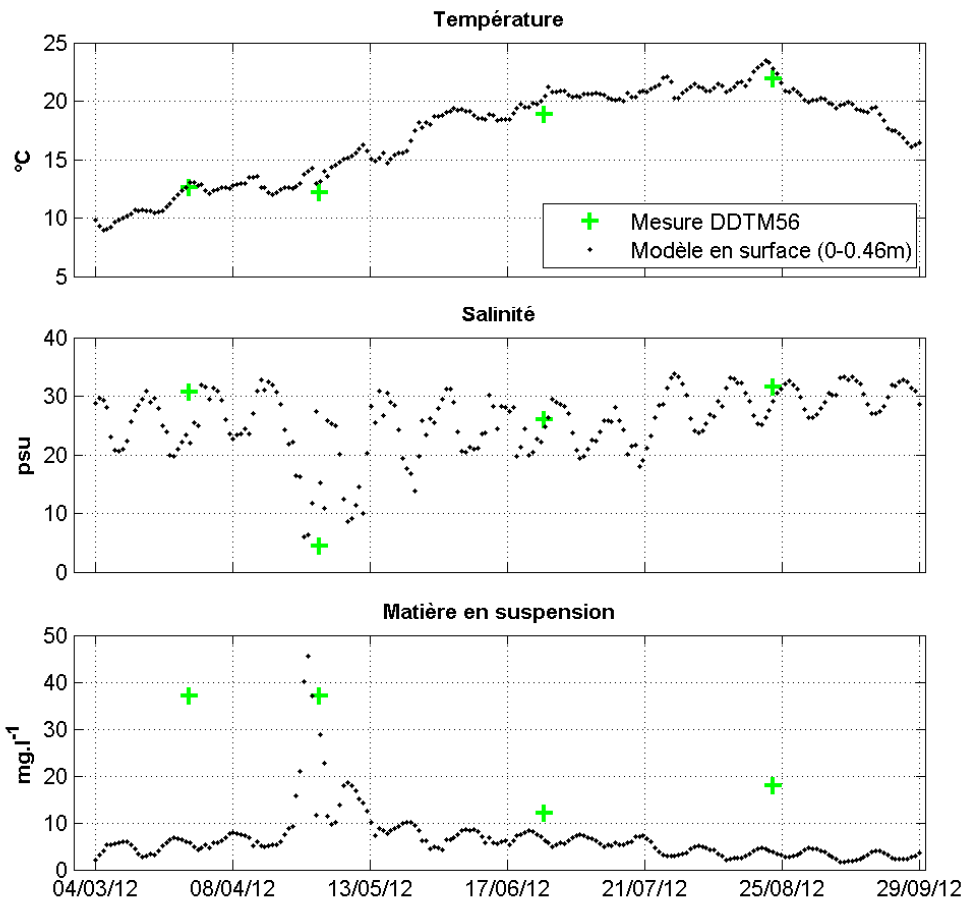 Température
25
20
15
10
5
°C
Mesure DDTM56
Modèle en surface (0-0.46m)
Salinité
40
30
20
10
0
psu
Matière en suspension
50
40
30
20
10
0
mg.l-1
04/03/12 08/04/12 13/05/12 17/06/12 21/07/12 25/08/12 29/09/12